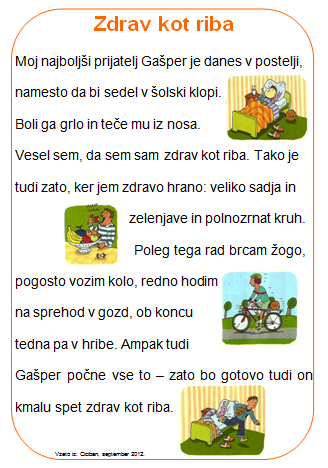 Zdrav kot riba
Moj najboljši prijatelj Gašper je danes v postelji,
namesto da bi sedel v šolski klopi.
Boli ga grlo in teče mu iz nosa.
Vesel sem, da sem sam zdrav kot riba. Tako je
tudi zato, ker jem zdravo hrano: veliko sadja in
zelenjave in polnozrnat kruh.
Poleg tega rad brcam žogo,
pogosto vozim kolo, redno hodim
na sprehod v gozd, ob koncu
tedna pa v hribe. Ampak tudi
Gašper počne vse to – zato bo gotovo tudi on
kmalu spet zdrav kot riba.
Vzeto iz: Ciciban, september 2012.